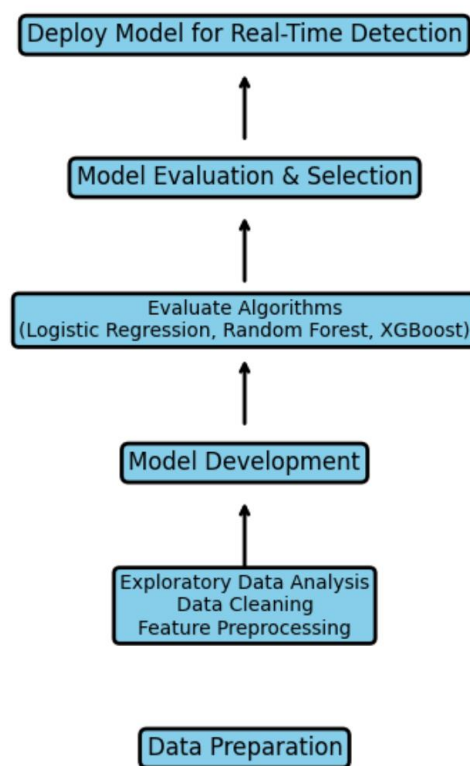 Deploy Model for Real-Time Detection
Model Evaluation & Selection
Evaluate Algorithms
(Logistic Regression, Random Forest, XGBoost)
Model Development
Exploratory Data Analysis
Data Cleaning
Feature Preprocessing
Data Preparation